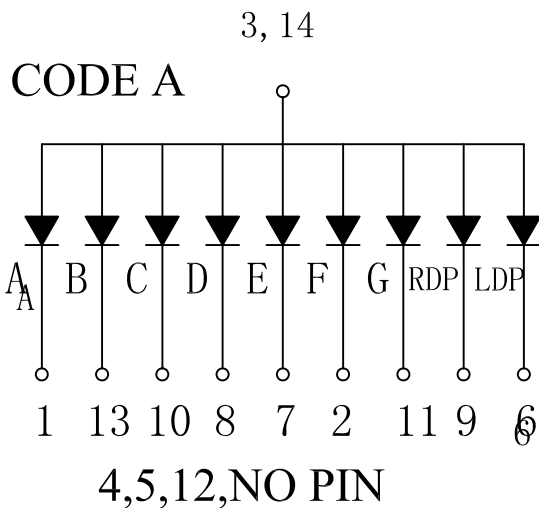 3, 14
CODE A
A B C D E F G RDP LDP
A
1 13 10 8 7 2 11 9 6
6
4,5,12,NO PIN